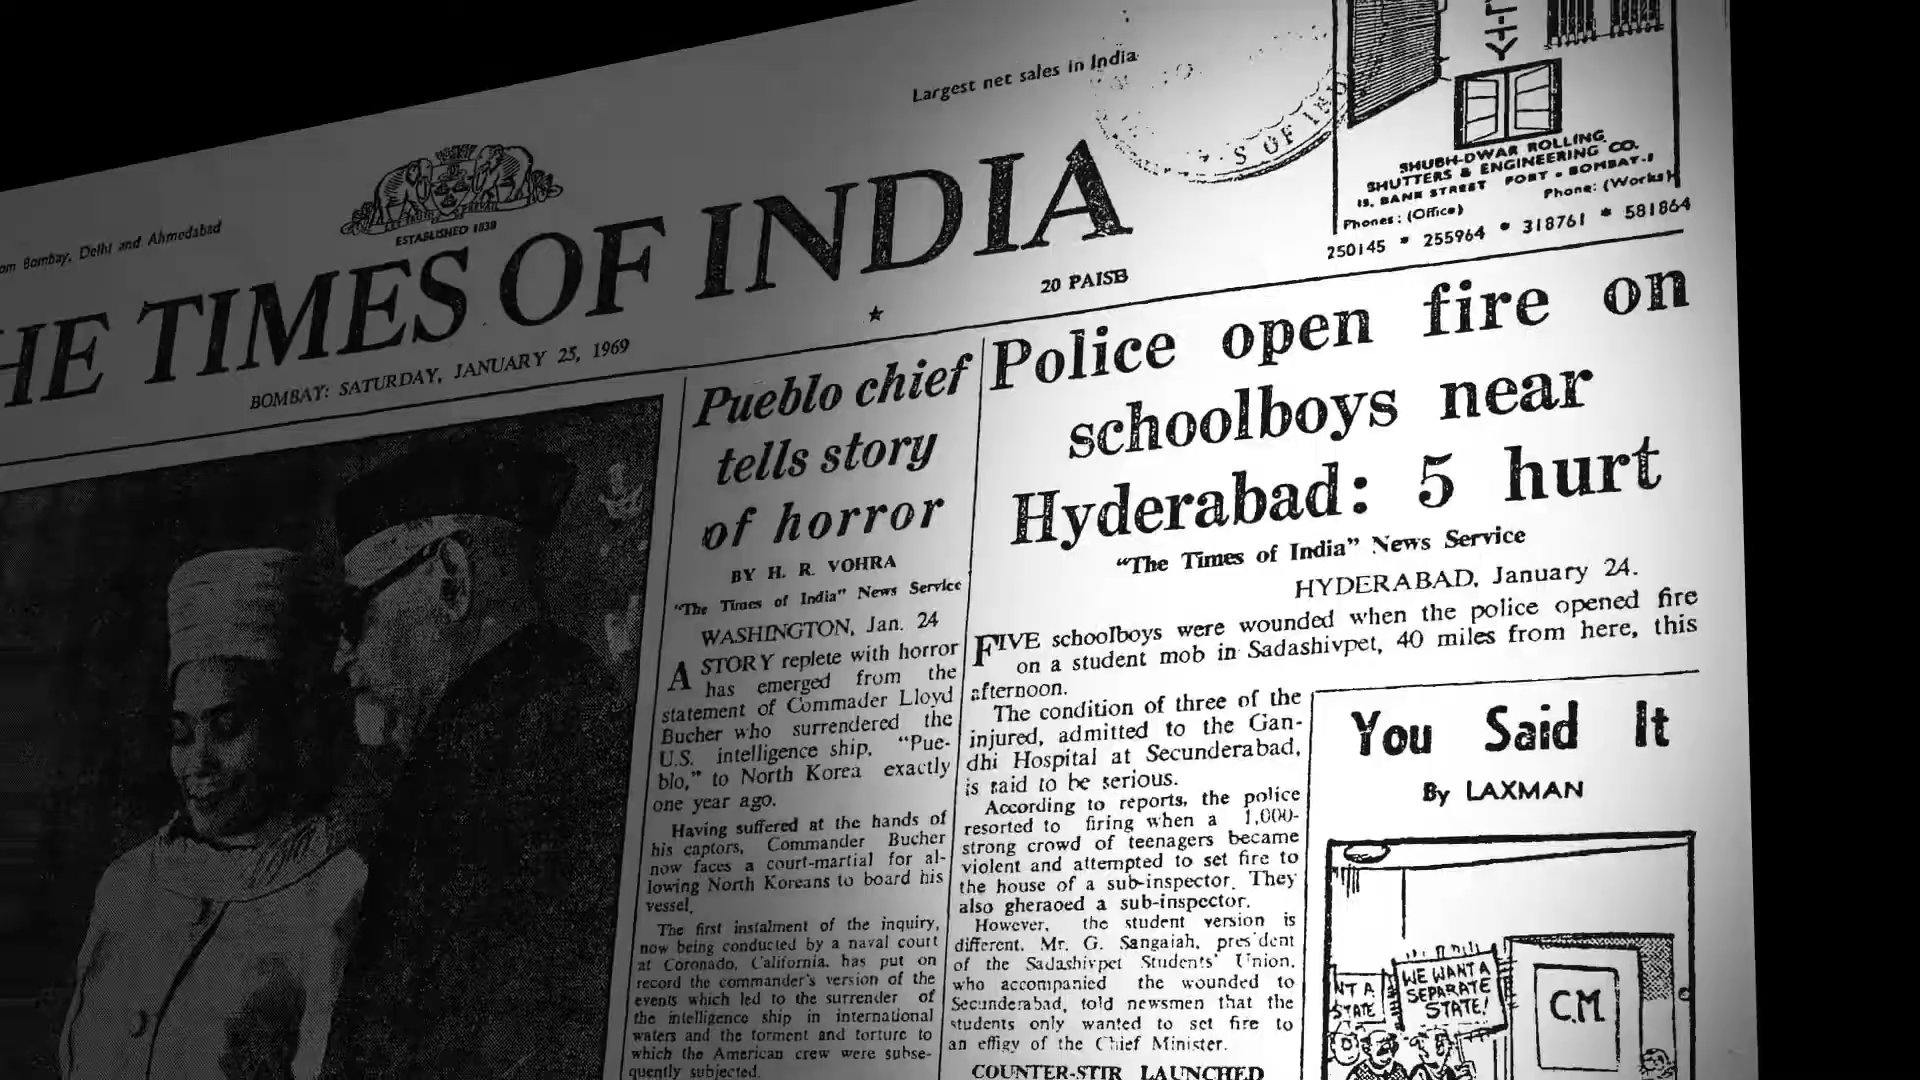 Largest net sales in India
S OF IND
SHUBH-DWAR ROLLING
SHUTTERS & ENGINEERING CO.
15, BANK STREET FORT - BOMBAY-1
Phones: (Office) Phone: (Works)
250145 * 255964 * 318761 * 581864
om Bombay, Delhi and Ahmedabad
ESTABLISHED 1838
HE TIMES OF INDIA
20 PAISE
BOMBAY: SATURDAY, JANUARY 25, 1969
Pueblo chief
tells story
of horror
BY H. R. VOHRA
"The Times of India" News Service
WASHINGTON, Jan. 24
A STORY replete with horror
has emerged from the
statement of Commader Lloyd
Bucher who surrendered the
U.S. intelligence ship, "Pue-
blo," to North Korea exactly
one year ago.
Having suffered at the hands of
his captors, Commander Bucher
now faces a court-martial for al-
lowing North Koreans to board his
vessel.
The first instalment of the inquiry,
now being conducted by a naval court
at Coronado, California, has put on
record the commander's version of the
events which led to the surrender of
the intelligence ship in international
waters and the torment and torture to
which the American crew were subse-
quently subjected.
Police open fire on
schoolboys near
Hyderabad: 5 hurt
"The Times of India" News Service
HYDERABAD, January 24.
FIVE schoolboys were wounded when the police opened fire
on a student mob in Sadashivpet, 40 miles from here, this
afternoon.
The condition of three of the
injured, admitted to the Gan-
dhi Hospital at Secunderabad,
is said to be serious.
According to reports, the police
resorted to firing when a 1,000-
strong crowd of teenagers became
violent and attempted to set fire to
the house of a sub-inspector. They
also gheraoed a sub-inspector.
However, the student version is
different. Mr. G. Sangaiah, president
of the Sadashivpet Students' Union,
who accompanied the wounded to
Secunderabad, told newsmen that the
students only wanted to set fire to
an effigy of the Chief Minister.
COUNTER-STIR LAUNCHED
You Said It
By LAXMAN
NT A
STATE
WE WANT A
SEPARATE
STATE!
C.M.